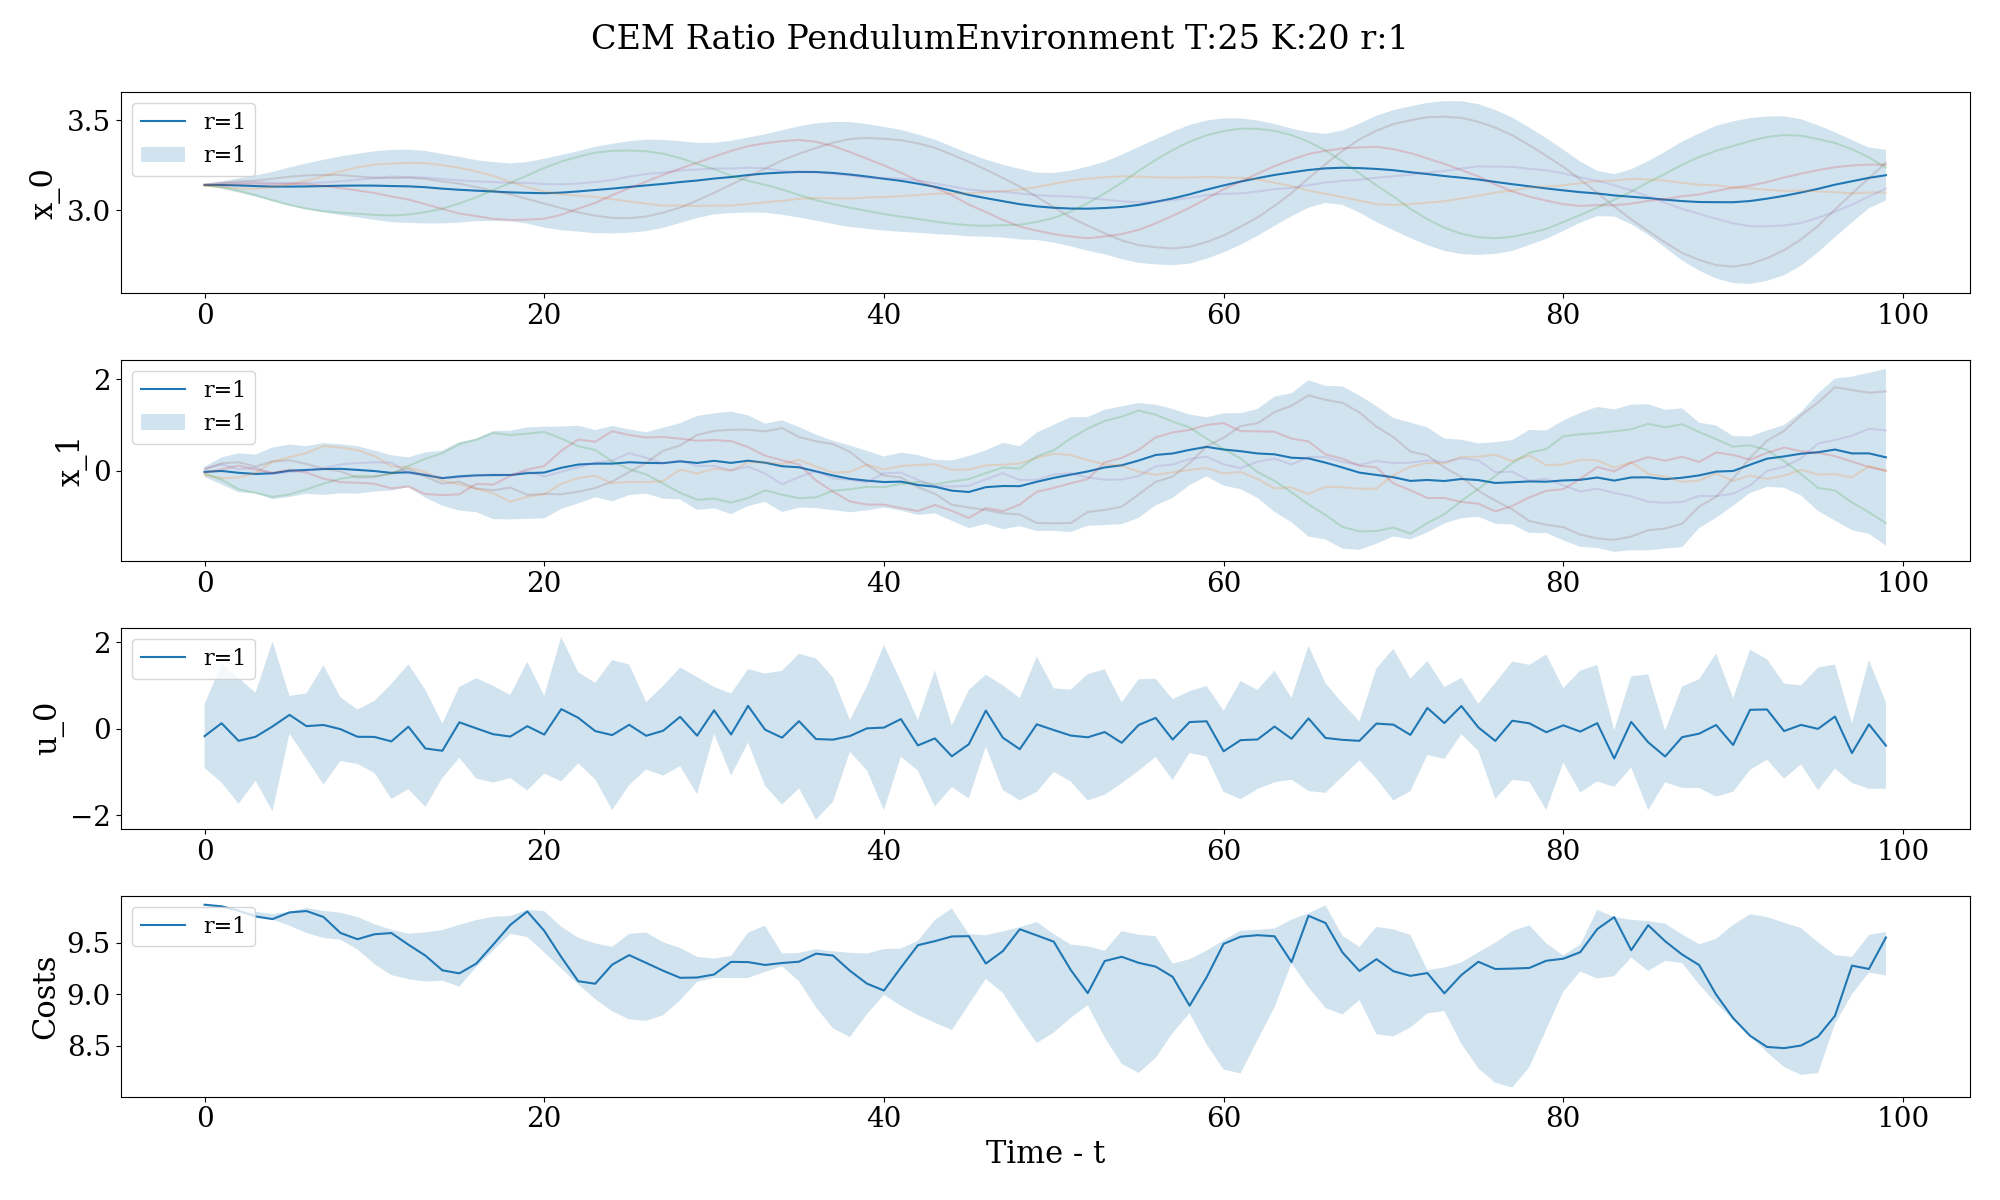 CEM Ratio PendulumEnvironment T:25 K:20 r:1
x_0
3.5
3.0
r=1
r=1
0 20 40 60 80 100
x_1
2
0
r=1
r=1
0 20 40 60 80 100
u_0
2
0
−2
r=1
0 20 40 60 80 100
Costs
9.5
9.0
8.5
r=1
0 20 40 60 80 100
Time - t